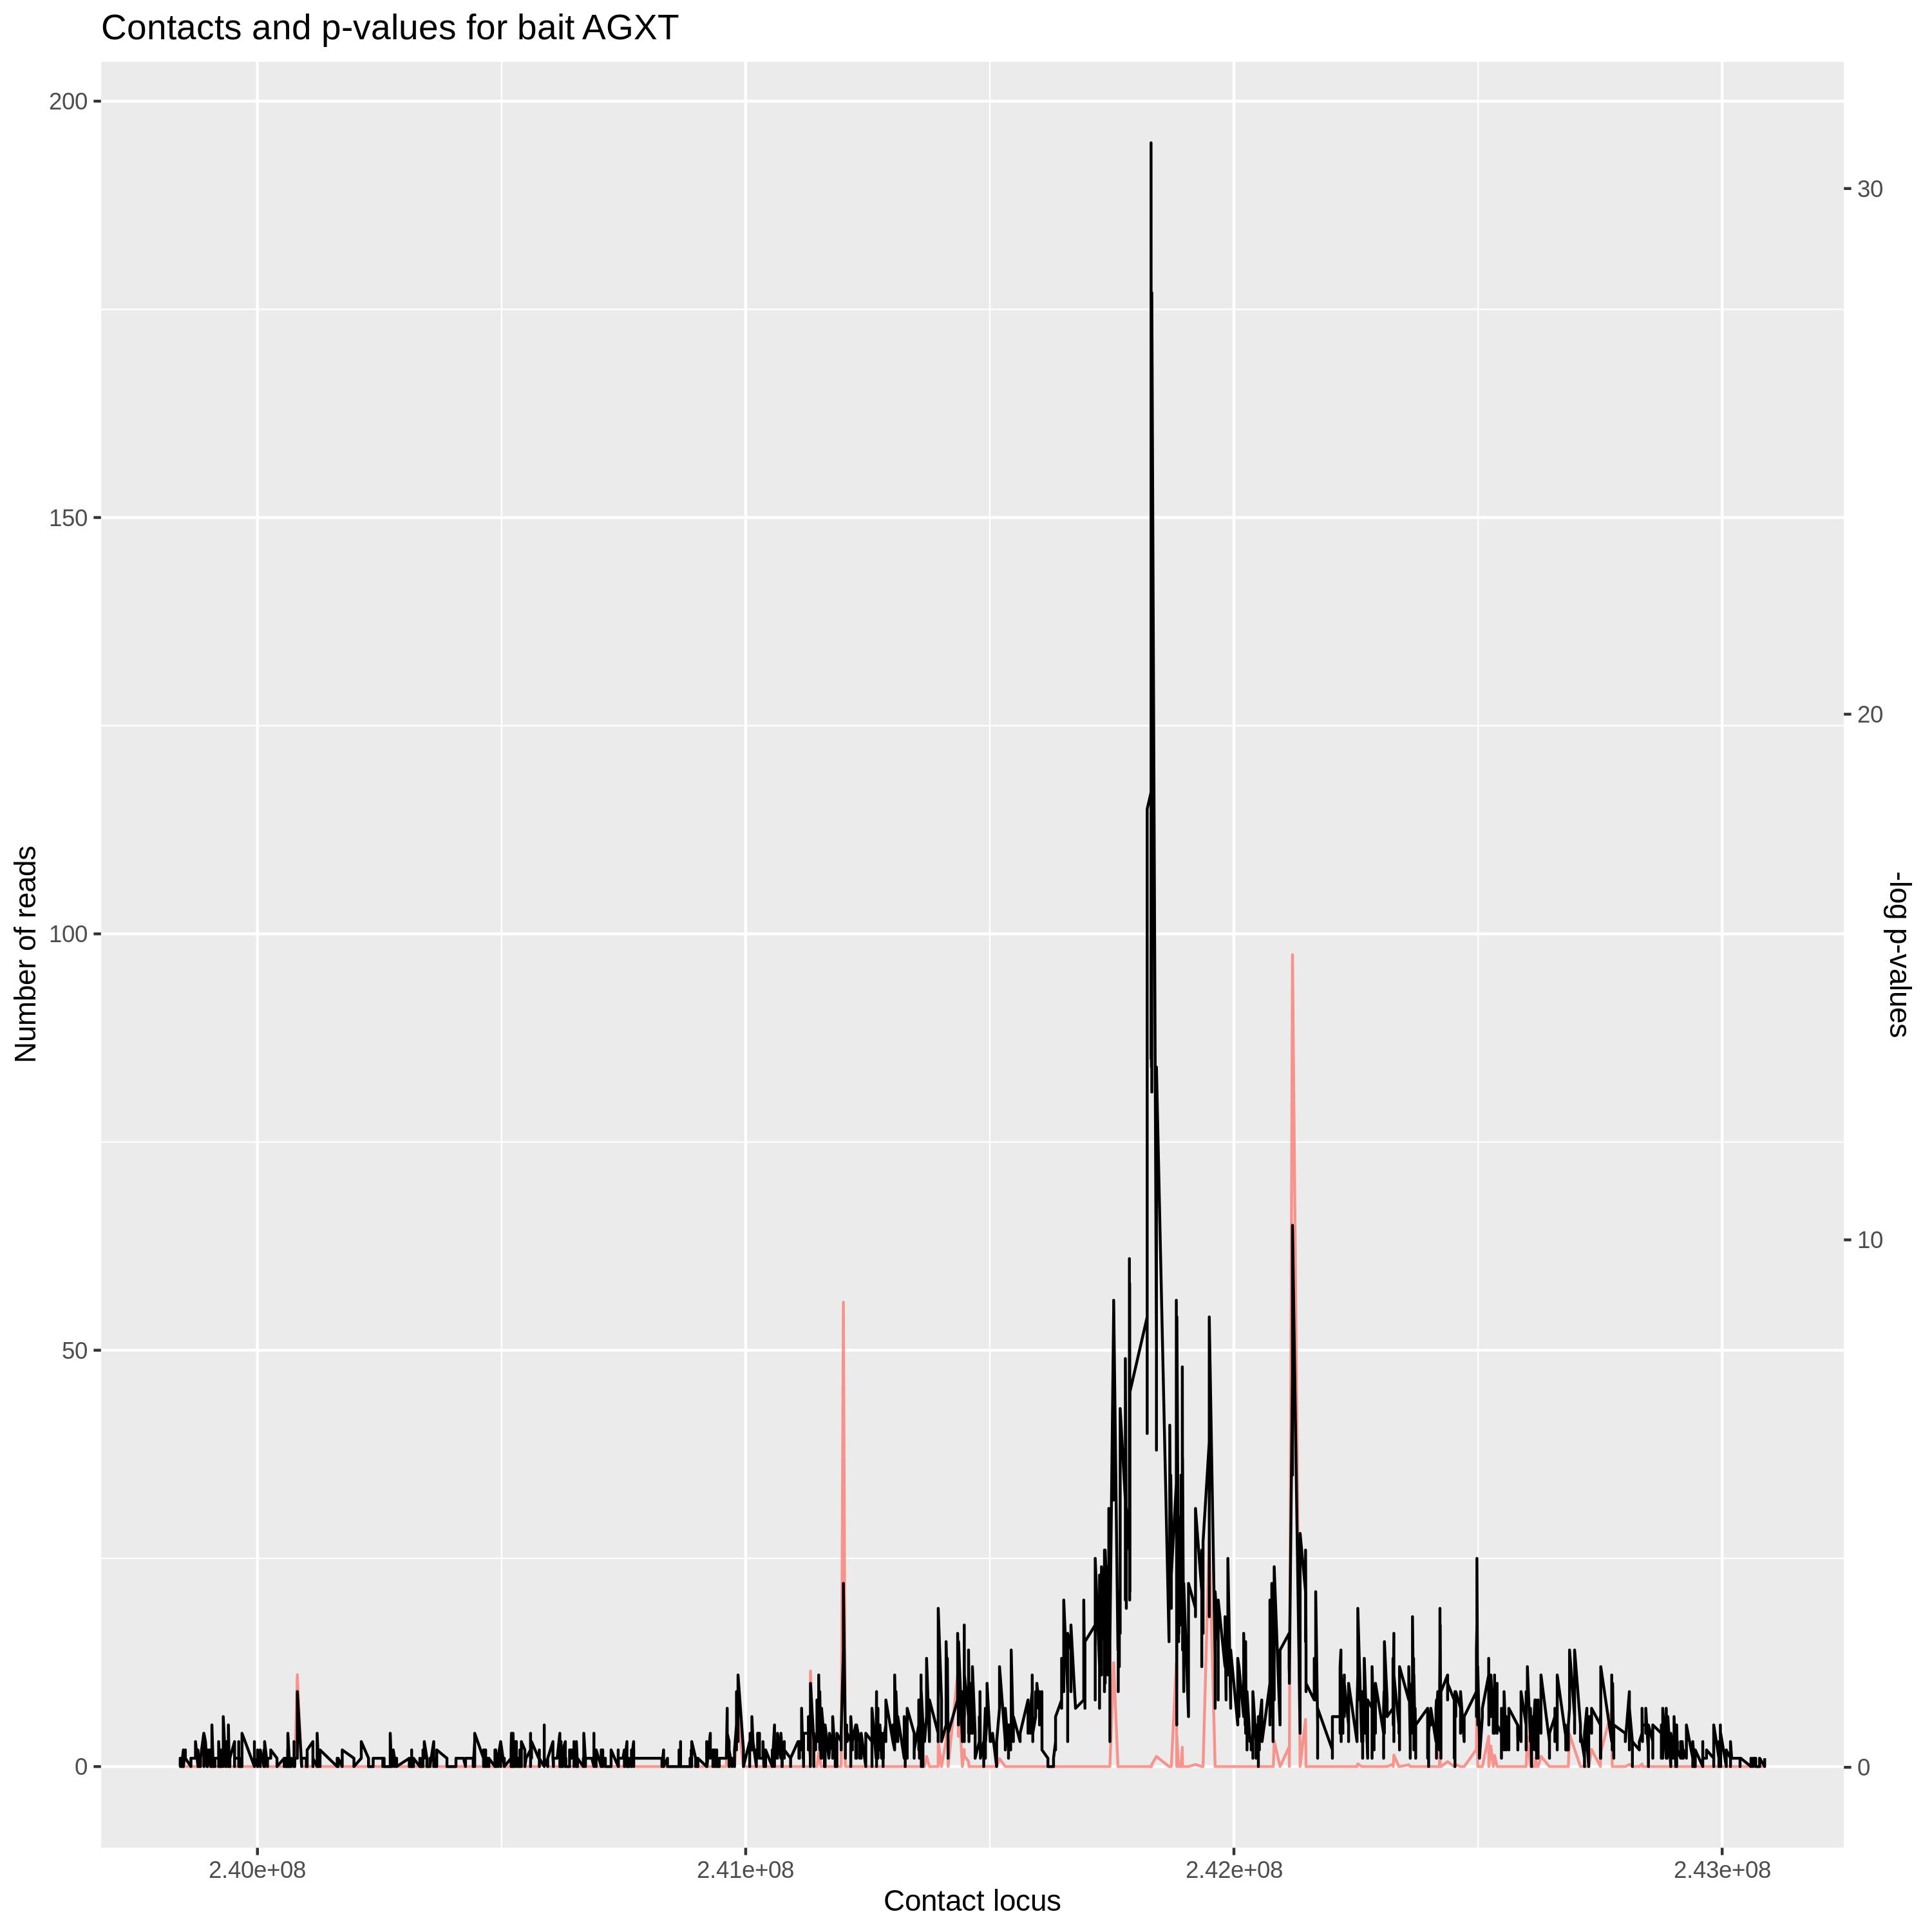 Contacts and p-values for bait AGXT
200
150
100
50
0
Number of reads
30
20
10
0
-log p-values
2.40e+08
2.41e+08
2.42e+08
2.43e+08
Contact locus